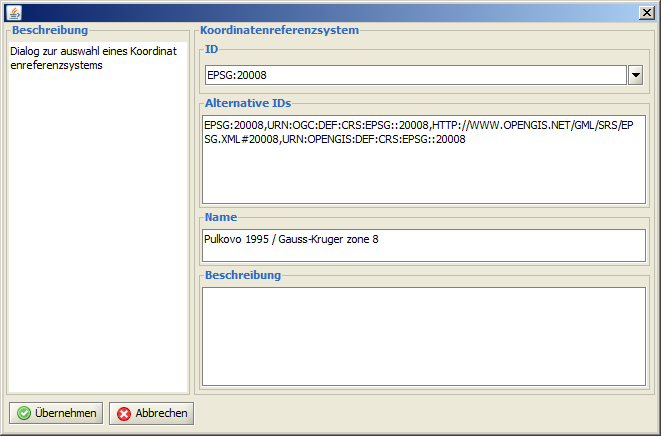 Beschreibung
Dialog zur auswahl eines Koordinat
enreferenzsystems
Koordinatenreferenzsystem
ID
EPSG:20008
Alternative IDs
EPSG:20008,URN:OGC:DEF:CRS:EPSG::20008,HTTP://WWW.OPENGIS.NET/GML/SRS/EP
SG.XML#20008,URN:OPENGIS:DEF:CRS:EPSG::20008
Name
Pulkovo 1995 / Gauss-Kruger zone 8
Beschreibung
Übernehmen
Abbrechen